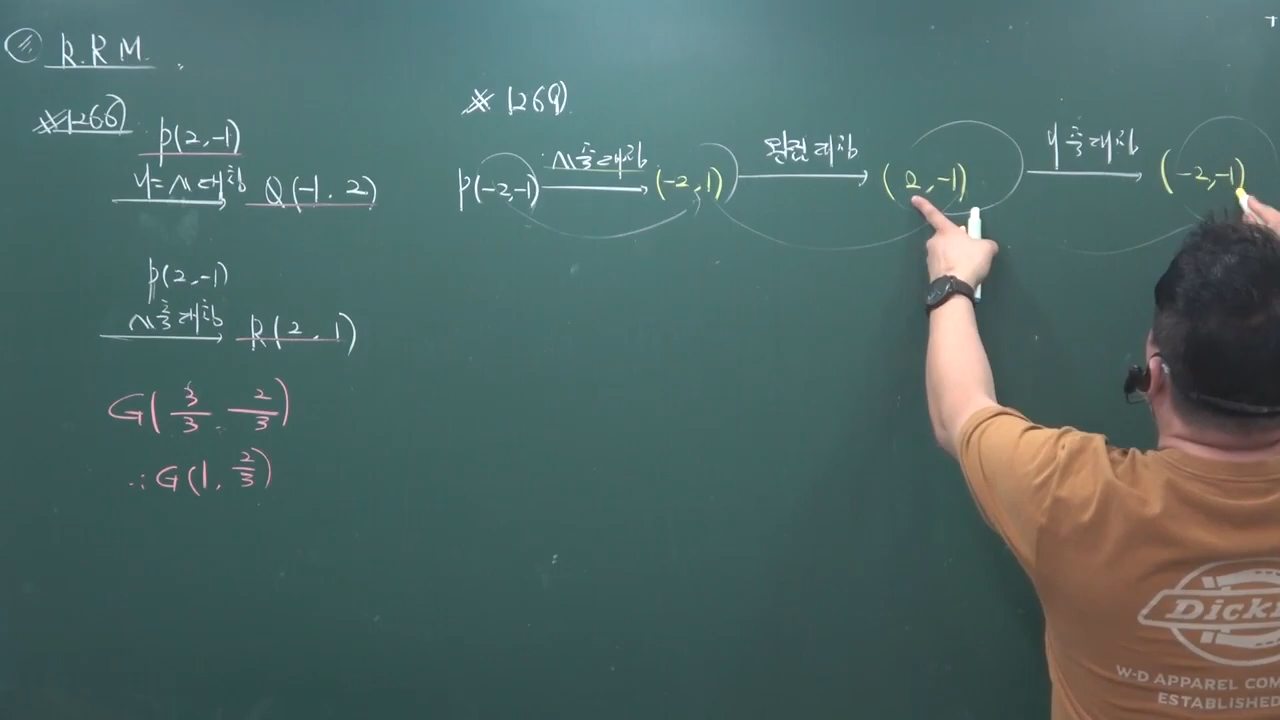 R.P.M.
※1266)
P(2,-1)
y=x대칭 Q(-1, 2)
P(2,-1)
x축대칭 R(2, 1)
G(3/3, 2/3)
∴G(1, 2/3)
※1269)
P(-2,-1) x축대칭 (-2,1) 원점대칭 (2,-1) y축대칭 (-2,-1)
W-D APPAREL COM
ESTABLISHED